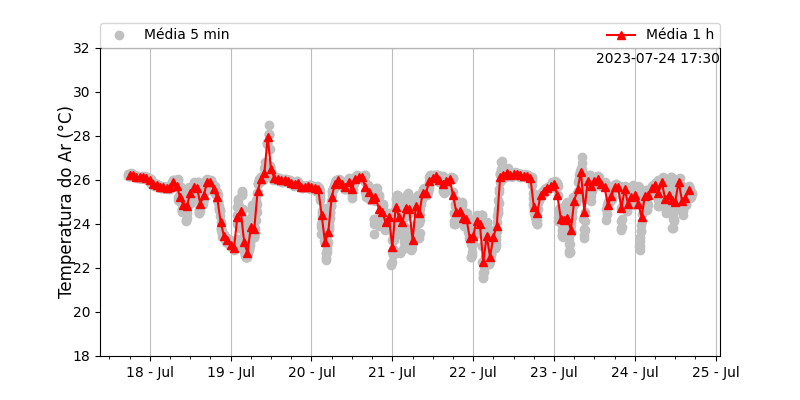 Média 5 min
Média 1 h
2023-07-24 17:30
Temperatura do Ar (°C)
32
30
28
26
24
22
20
18
18 - Jul
19 - Jul
20 - Jul
21 - Jul
22 - Jul
23 - Jul
24 - Jul
25 - Jul